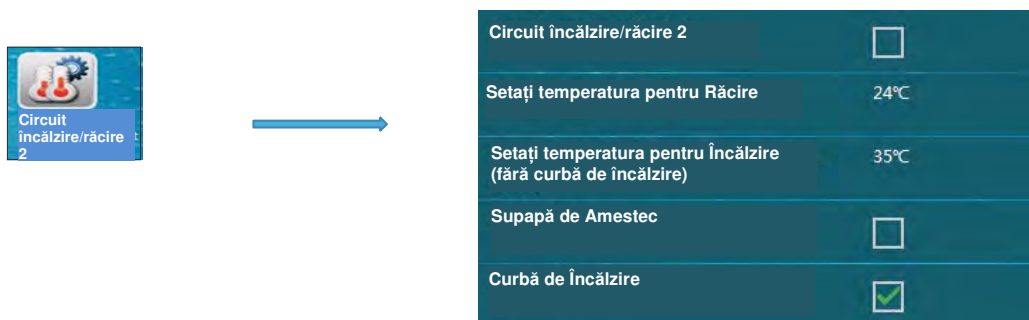 Circuit
încălzire/răcire
2
Circuit încălzire/răcire 2
Setați temperatura pentru Răcire 24℃
Setați temperatura pentru Încălzire
(fără curbă de încălzire) 35℃
Supapă de Amestec
Curbă de Încălzire